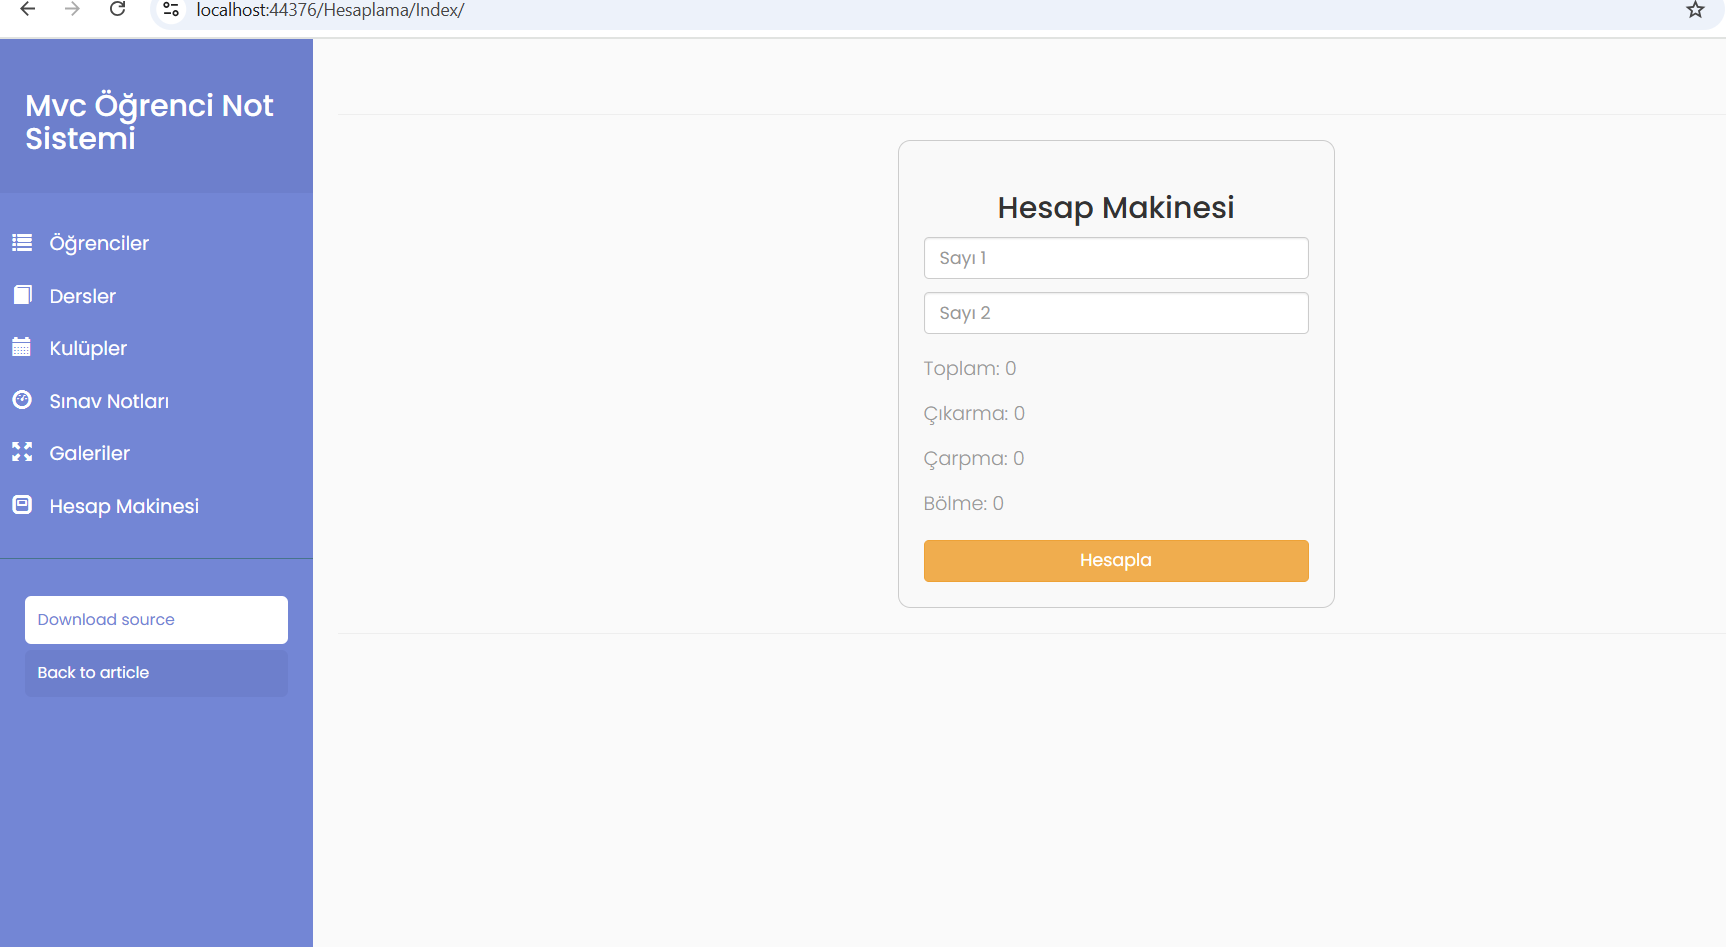 localhost:44376/Hesaplama/Index/
Mvc Öğrenci Not
Sistemi
Öğrenciler
Dersler
Kulüpler
Sınav Notları
Galeriler
Hesap Makinesi
Download source
Back to article
Hesap Makinesi
Sayı 1
Sayı 2
Toplam: 0
Çıkarma: 0
Çarpma: 0
Bölme: 0
Hesapla